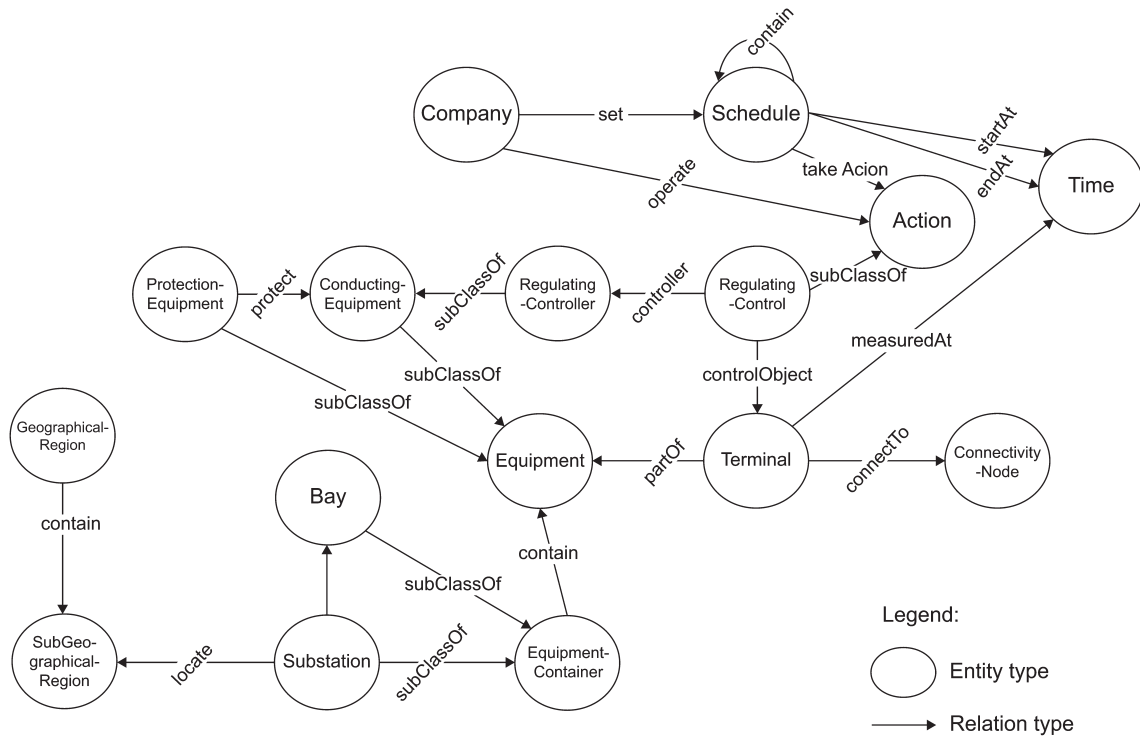 contain
Company
set
Schedule
startAt
endAt
Time
take Acion
operate
Action
Protection-
Equipment
protect
Conducting-
Equipment
subClassOf
Regulating
-Controller
controller
Regulating
-Control
subClassOf
measuredAt
subClassOf
controlObject
subClassOf
Geographical-
Region
Equipment
partOf
Terminal
connectTo
Connectivity
-Node
Bay
contain
contain
subClassOf
SubGeo-
graphical-
Region
locate
Substation
subClassOf
Equipment-
Container
Legend:
Entity type
Relation type